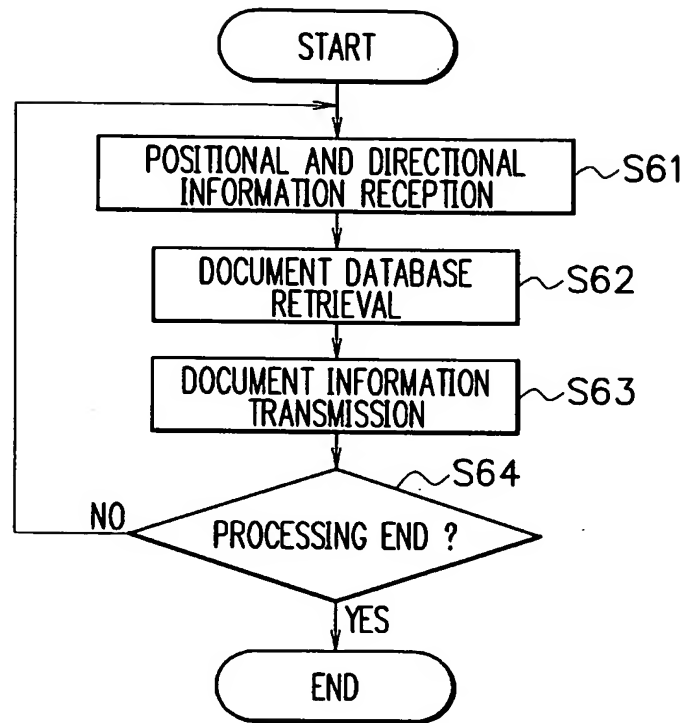 START
POSITIONAL AND DIRECTIONAL
INFORMATION RECEPTION
S61
DOCUMENT DATABASE
RETRIEVAL
S62
DOCUMENT INFORMATION
TRANSMISSION
S63
S64
NO
PROCESSING END ?
YES
END